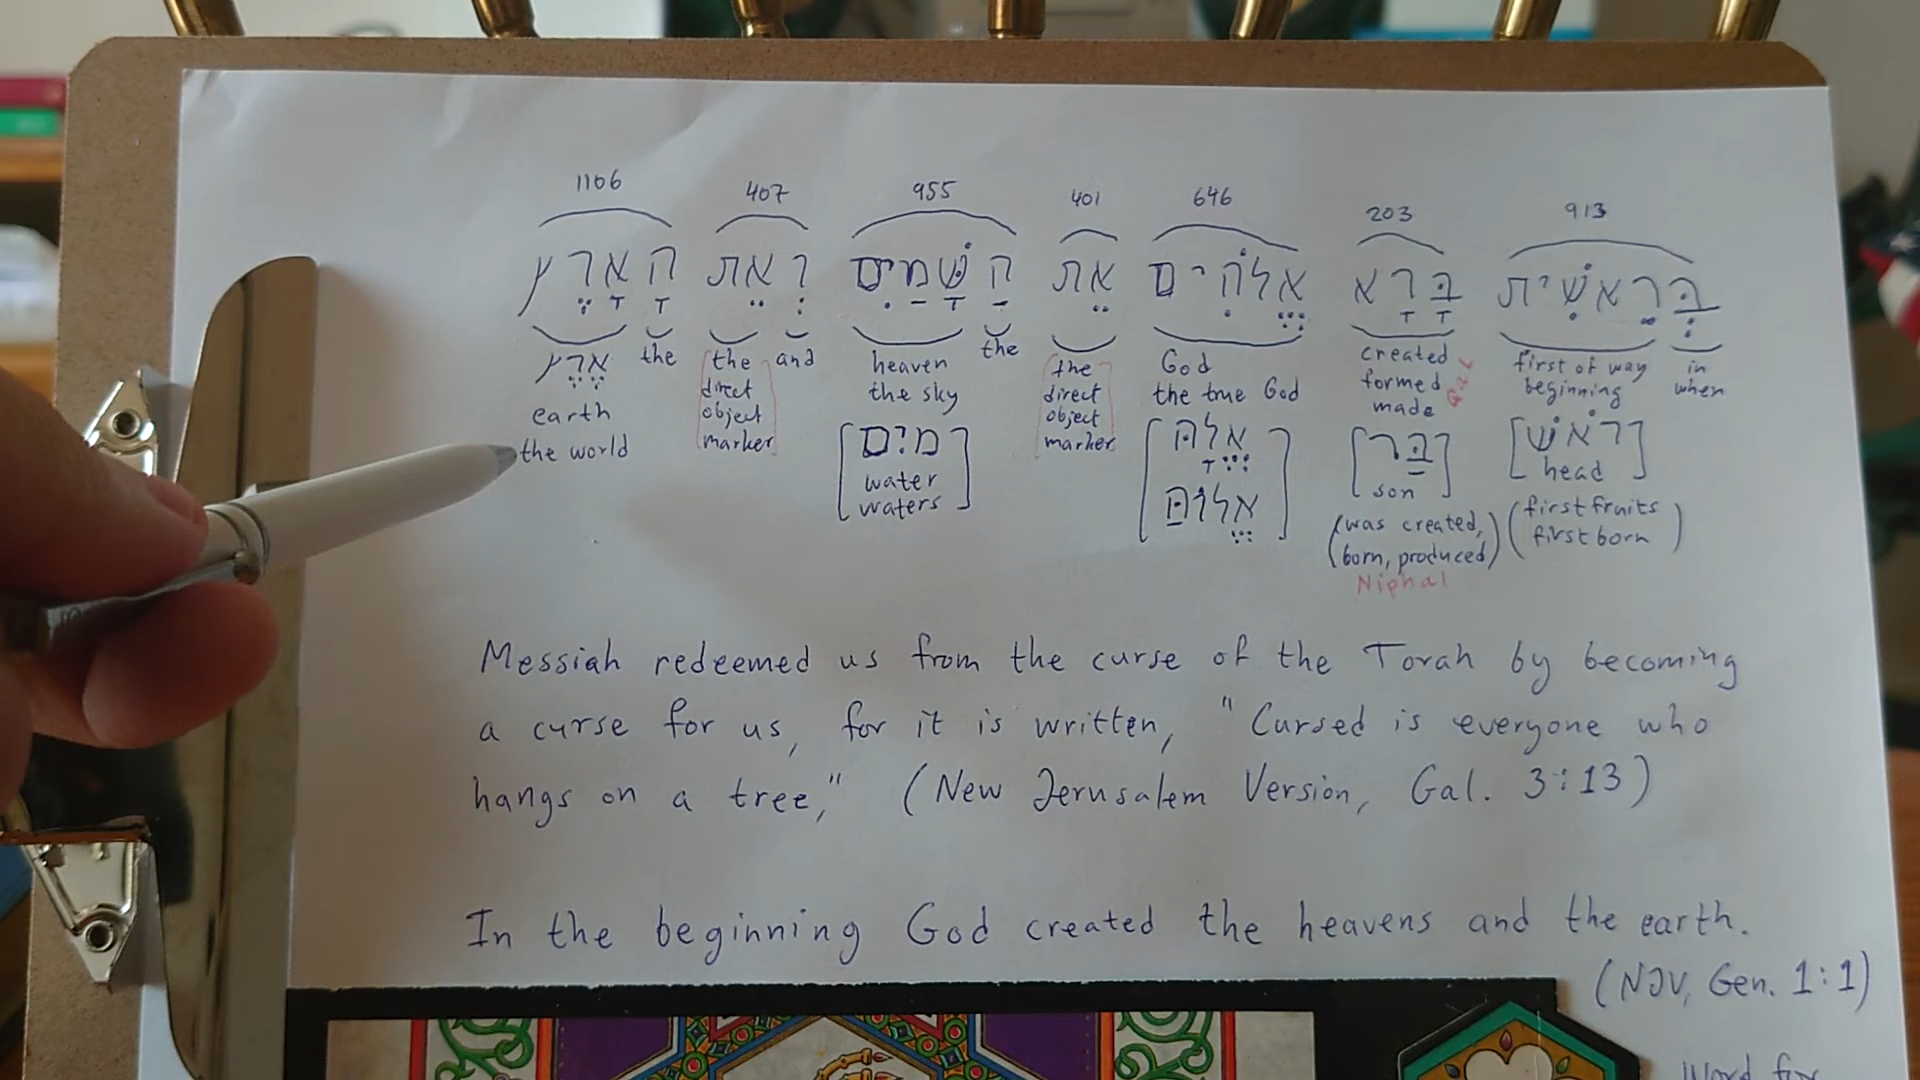 1106 407 955 401 646 203 913
בְּרֵאשִׁית בָּרָא אֱלֹהִים אֵת הַשָּׁמַיִם וְאֵת הָאָרֶץ
in
when
first of way
beginning
[רֹאשׁ
head]
(first fruits
first born)
created
formed
made
Qal
[בַּר
son]
(was created,
born, produced)
Niphal
God
the true God
[אֱלָהּ
אֱלוֹהַּ]
the
direct
object
marker
the
heaven
the sky
[מים
water
waters]
and
the
direct
object
marker
the
אֶרֶץ
earth
the world
Messiah redeemed us from the curse of the Torah by becoming
a curse for us, for it is written, "Cursed is everyone who
hangs on a tree," (New Jerusalem Version, Gal. 3:13)
In the beginning God created the heavens and the earth.
(NJV, Gen. 1:1)